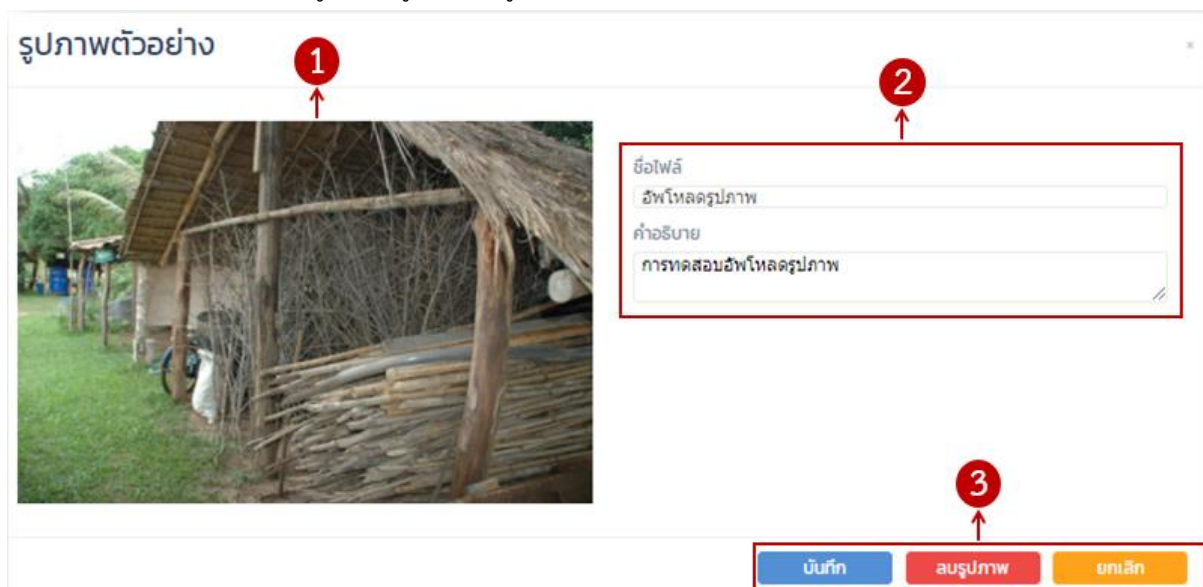 รูปภาพตัวอย่าง
×
1
2
ชื่อไฟล์
อัพโหลดรูปภาพ
คำอธิบาย
การทดสอบอัพโหลดรูปภาพ
3
บันทึก ลบรูปภาพ ยกเลิก